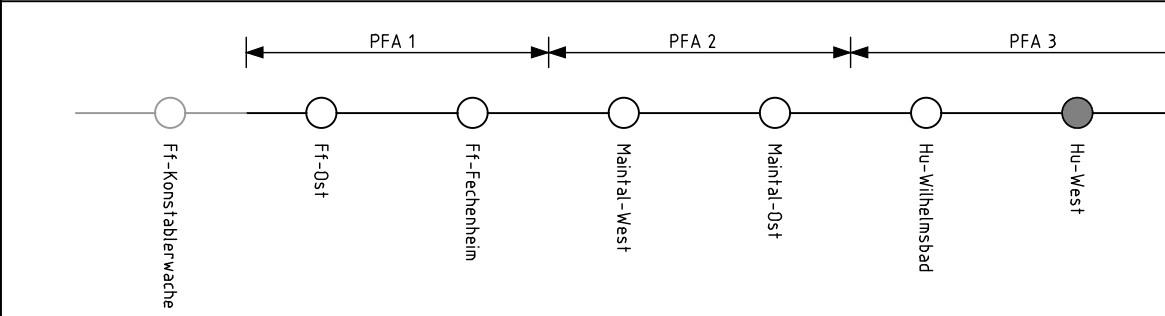 PFA 1
PFA 2
PFA 3
Ff-Konstablerwache
Ff-Ost
Ff-Fechenheim
Maintal-West
Maintal-Ost
Hu-Wilhelmsbad
Hu-West